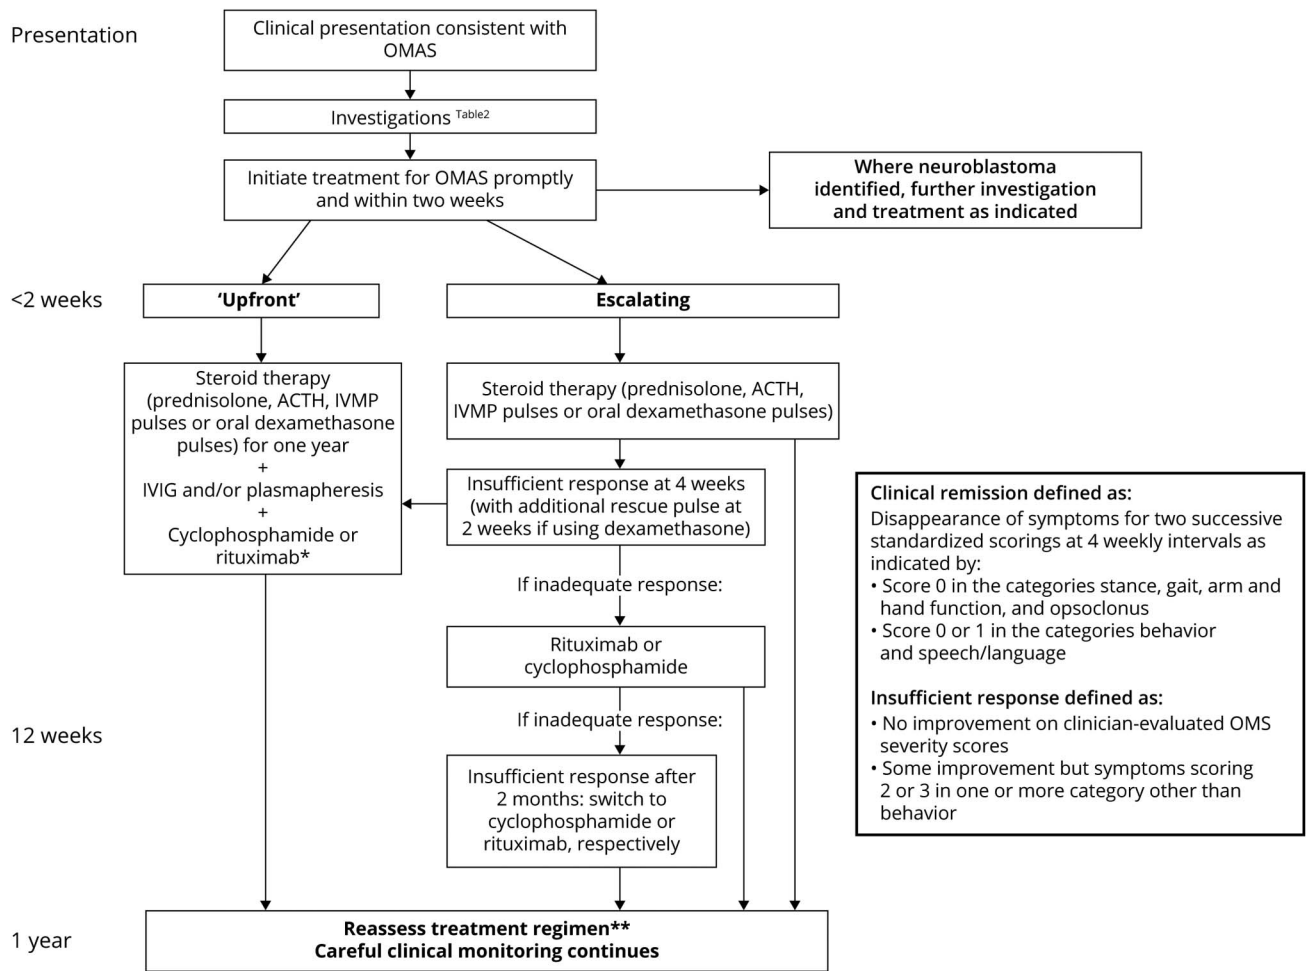 Presentation
Clinical presentation consistent with
OMAS
Investigations Table2
Initiate treatment for OMAS promptly
and within two weeks
Where neuroblastoma
identified, further investigation
and treatment as indicated
<2 weeks
‘Upfront’
Escalating
Steroid therapy
(prednisolone, ACTH, IVMP
pulses or oral dexamethasone
pulses) for one year
+
IVIG and/or plasmapheresis
+
Cyclophosphamide or
rituximab*
Steroid therapy (prednisolone, ACTH,
IVMP pulses or oral dexamethasone pulses)
Insufficient response at 4 weeks
(with additional rescue pulse at
2 weeks if using dexamethasone)
If inadequate response:
Rituximab or
cyclophosphamide
If inadequate response:
12 weeks
Insufficient response after
2 months: switch to
cyclophosphamide or
rituximab, respectively
Clinical remission defined as:
Disappearance of symptoms for two successive
standardized scorings at 4 weekly intervals as
indicated by:
• Score 0 in the categories stance, gait, arm and
hand function, and opsoclonus
• Score 0 or 1 in the categories behavior
and speech/language
Insufficient response defined as:
• No improvement on clinician-evaluated OMS
severity scores
• Some improvement but symptoms scoring
2 or 3 in one or more category other than
behavior
1 year
Reassess treatment regimen**
Careful clinical monitoring continues